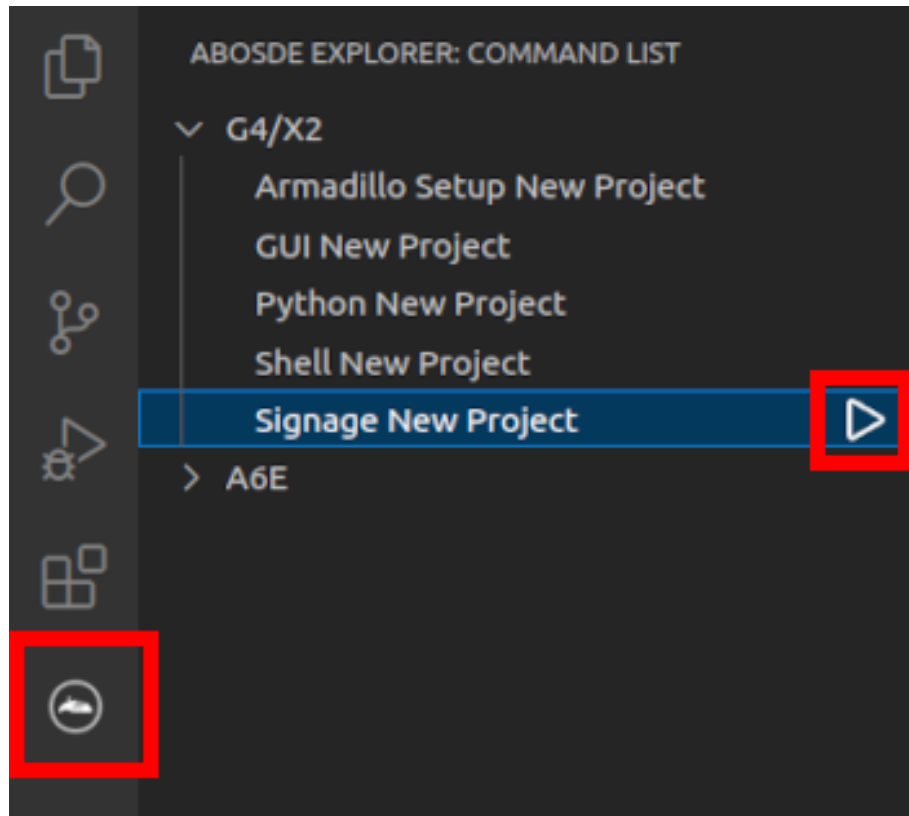 ABOSDE EXPLORER: COMMAND LIST
G4/X2
Armadillo Setup New Project
GUI New Project
Python New Project
Shell New Project
Signage New Project
A6E